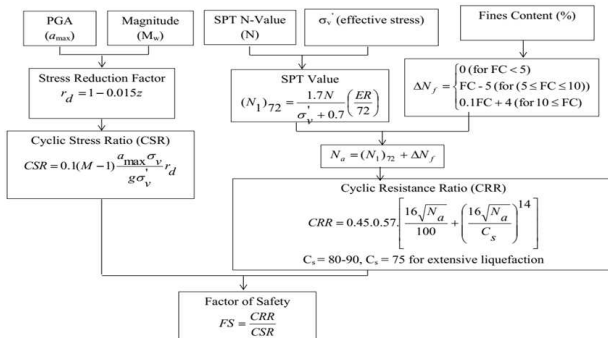 PGA
(a_max)
Magnitude
(M_w)
SPT N-Value
(N)
σ_v' (effective stress)
Fines Content (%)
Stress Reduction Factor
r_d = 1 − 0.015z
SPT Value
(N_1)_72 = 1.7N / (σ_v' + 0.7) (ER / 72)
ΔN_f = { 0 (for FC < 5)
FC - 5 (for (5 ≤ FC ≤ 10))
0.1FC + 4 (for 10 ≤ FC)
Cyclic Stress Ratio (CSR)
CSR = 0.1(M − 1) (a_max σ_v / g σ_v') r_d
N_a = (N_1)_72 + ΔN_f
Cyclic Resistance Ratio (CRR)
CRR = 0.45.0.57. [ 16√N_a / 100 + ( 16√N_a / C_s )^14 ]
C_s = 80-90, C_s = 75 for extensive liquefaction
Factor of Safety
FS = CRR / CSR